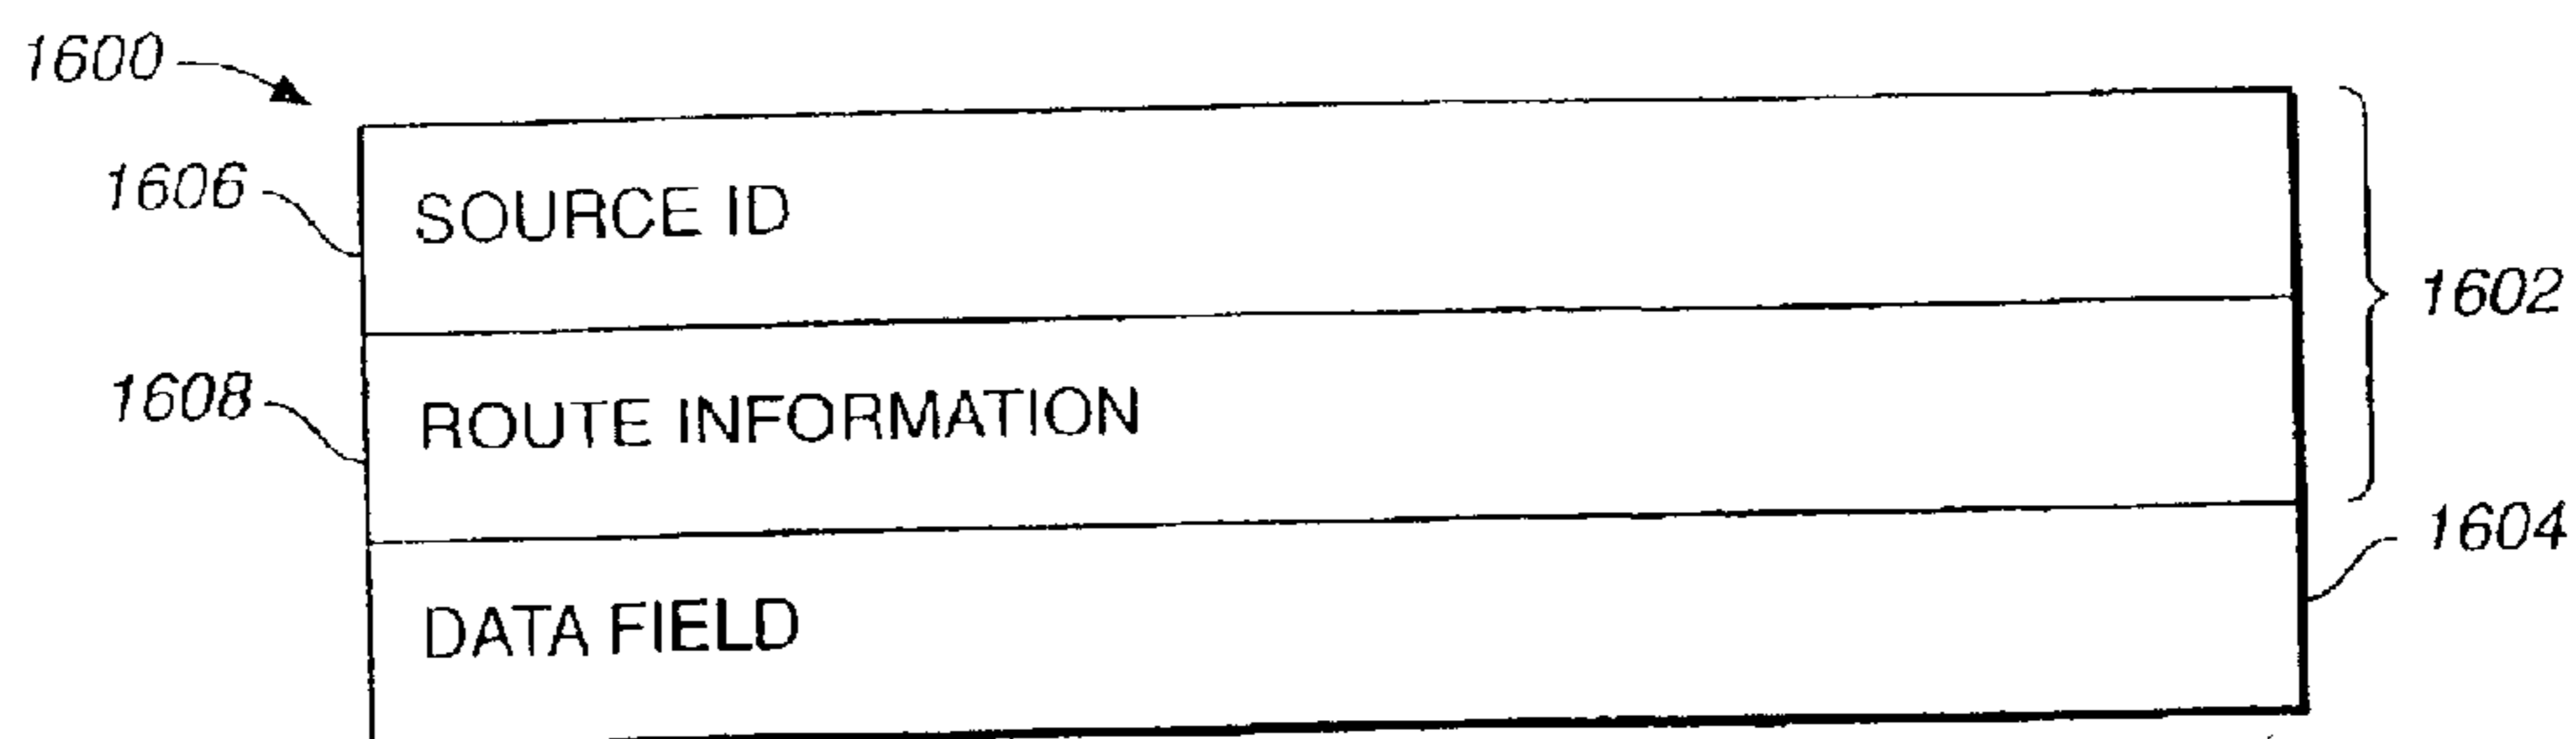 1600
1606
SOURCE ID
1602
1608
ROUTE INFORMATION
1604
DATA FIELD